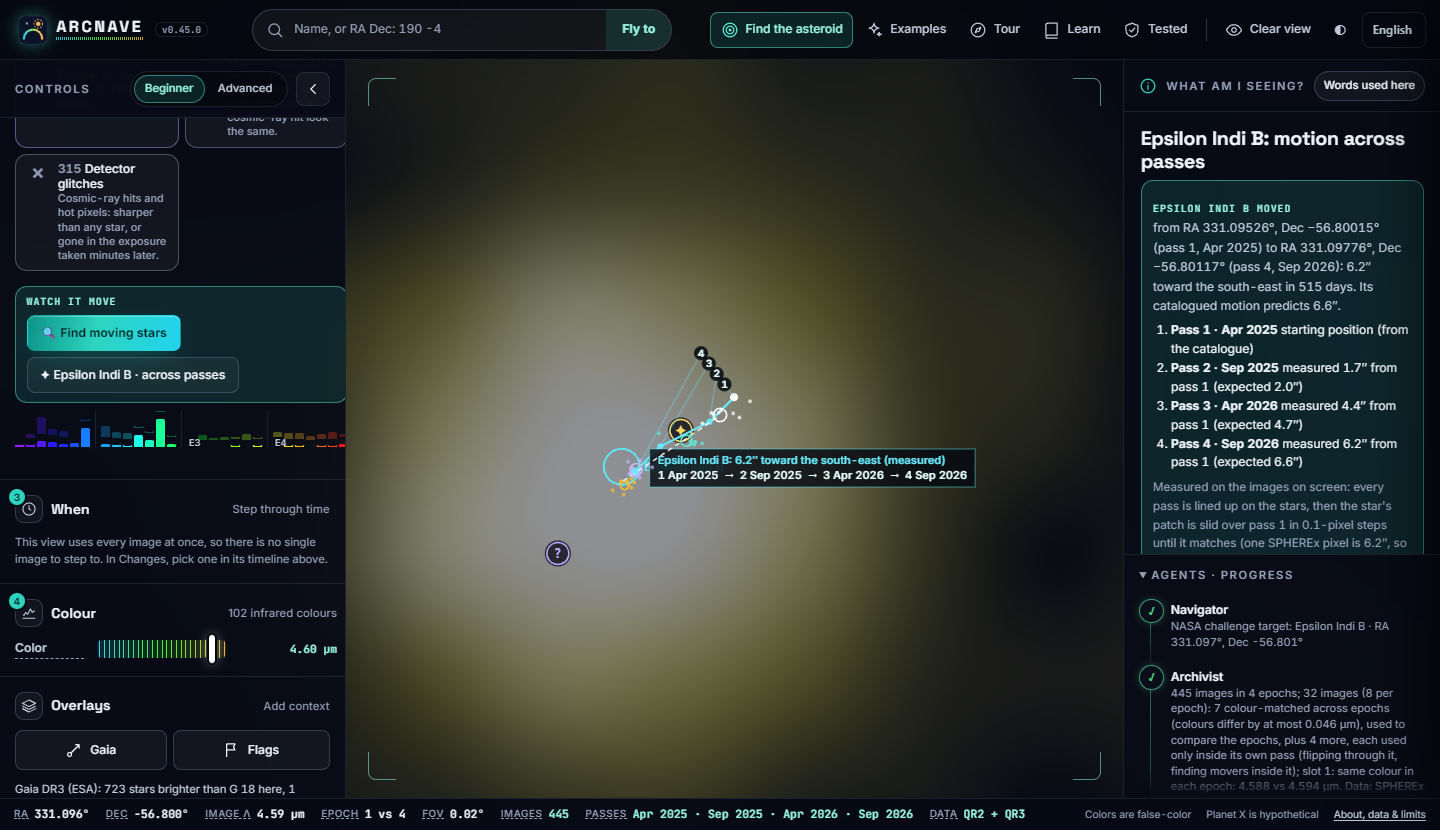 ARCNAVE
v0.45.0
Name, or RA Dec: 190 -4
Fly to
Find the asteroid
Examples
Tour
Learn
Tested
Clear view
English
CONTROLS
Beginner
Advanced
cosmic-ray hit look
the same.
315 Detector
glitches
Cosmic-ray hits and
hot pixels: sharper
than any star, or
gone in the exposure
taken minutes later.
WATCH IT MOVE
Find moving stars
✦ Epsilon Indi B · across passes
E3
E4
3
When
Step through time
This view uses every image at once, so there is no single
image to step to. In Changes, pick one in its timeline above.
4
Colour
102 infrared colours
Color
4.60 µm
Overlays
Add context
Gaia
Flags
Gaia DR3 (ESA): 723 stars brighter than G 18 here, 1
4
3
2
1
Epsilon Indi B: 6.2″ toward the south-east (measured)
1 Apr 2025 → 2 Sep 2025 → 3 Apr 2026 → 4 Sep 2026
?
WHAT AM I SEEING?
Words used here
Epsilon Indi B: motion across
passes
EPSILON INDI B MOVED
from RA 331.09526°, Dec −56.80015°
(pass 1, Apr 2025) to RA 331.09776°, Dec
−56.80117° (pass 4, Sep 2026): 6.2″
toward the south-east in 515 days. Its
catalogued motion predicts 6.6″.
1. Pass 1 · Apr 2025 starting position (from
the catalogue)
2. Pass 2 · Sep 2025 measured 1.7″ from
pass 1 (expected 2.0″)
3. Pass 3 · Apr 2026 measured 4.4″ from
pass 1 (expected 4.7″)
4. Pass 4 · Sep 2026 measured 6.2″ from
pass 1 (expected 6.6″)
Measured on the images on screen: every
pass is lined up on the stars, then the star's
patch is slid over pass 1 in 0.1-pixel steps
until it matches (one SPHEREx pixel is 6.2″, so
▼ AGENTS · PROGRESS
Navigator
NASA challenge target: Epsilon Indi B · RA
331.097°, Dec −56.801°
Archivist
445 images in 4 epochs; 32 images (8 per
epoch): 7 colour-matched across epochs
(colours differ by at most 0.046 µm), used to
compare the epochs, plus 4 more, each used
only inside its own pass (flipping through it,
finding movers inside it); slot 1: same colour in
each epoch: 4.588 vs 4.594 µm. Data: SPHEREx
RA 331.096° DEC -56.800° IMAGE Λ 4.59 µm EPOCH 1 vs 4 FOV 0.02° IMAGES 445 PASSES Apr 2025 · Sep 2025 · Apr 2026 · Sep 2026 DATA QR2 + QR3
Colors are false-color
Planet X is hypothetical
About, data & limits